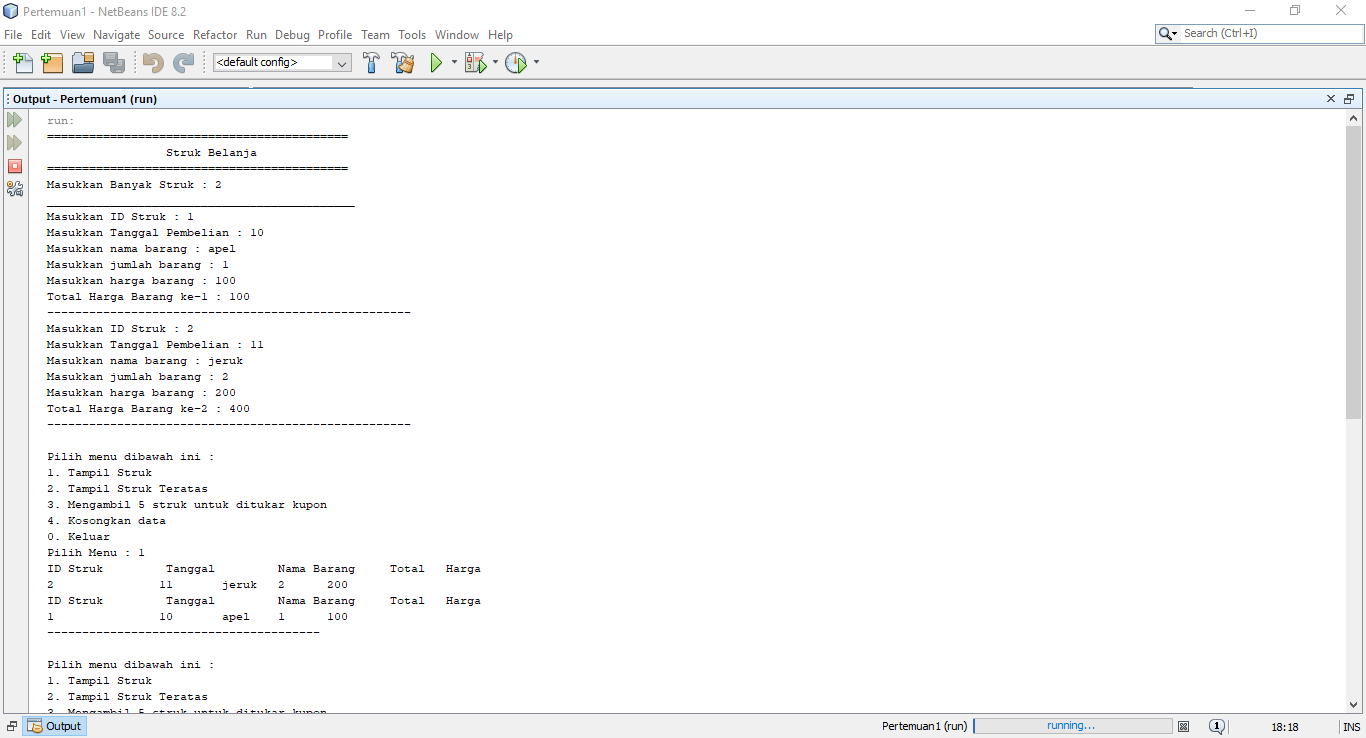 Pertemuan1 - NetBeans IDE 8.2
File Edit View Navigate Source Refactor Run Debug Profile Team Tools Window Help
Search (Ctrl+I)
<default config>
Output - Pertemuan1 (run)
run:
===========================================
Struk Belanja
===========================================
Masukkan Banyak Struk : 2
____________________________________________
Masukkan ID Struk : 1
Masukkan Tanggal Pembelian : 10
Masukkan nama barang : apel
Masukkan jumlah barang : 1
Masukkan harga barang : 100
Total Harga Barang ke-1 : 100
----------------------------------------------------
Masukkan ID Struk : 2
Masukkan Tanggal Pembelian : 11
Masukkan nama barang : jeruk
Masukkan jumlah barang : 2
Masukkan harga barang : 200
Total Harga Barang ke-2 : 400
----------------------------------------------------
Pilih menu dibawah ini :
1. Tampil Struk
2. Tampil Struk Teratas
3. Mengambil 5 struk untuk ditukar kupon
4. Kosongkan data
0. Keluar
Pilih Menu : 1
ID Struk Tanggal Nama Barang Total Harga
2 11 jeruk 2 200
ID Struk Tanggal Nama Barang Total Harga
1 10 apel 1 100
---------------------------------------
Pilih menu dibawah ini :
1. Tampil Struk
2. Tampil Struk Teratas
3. Mengambil 5 struk untuk ditukar kupon
Output
Pertemuan1 (run) running... 1 18:18 INS